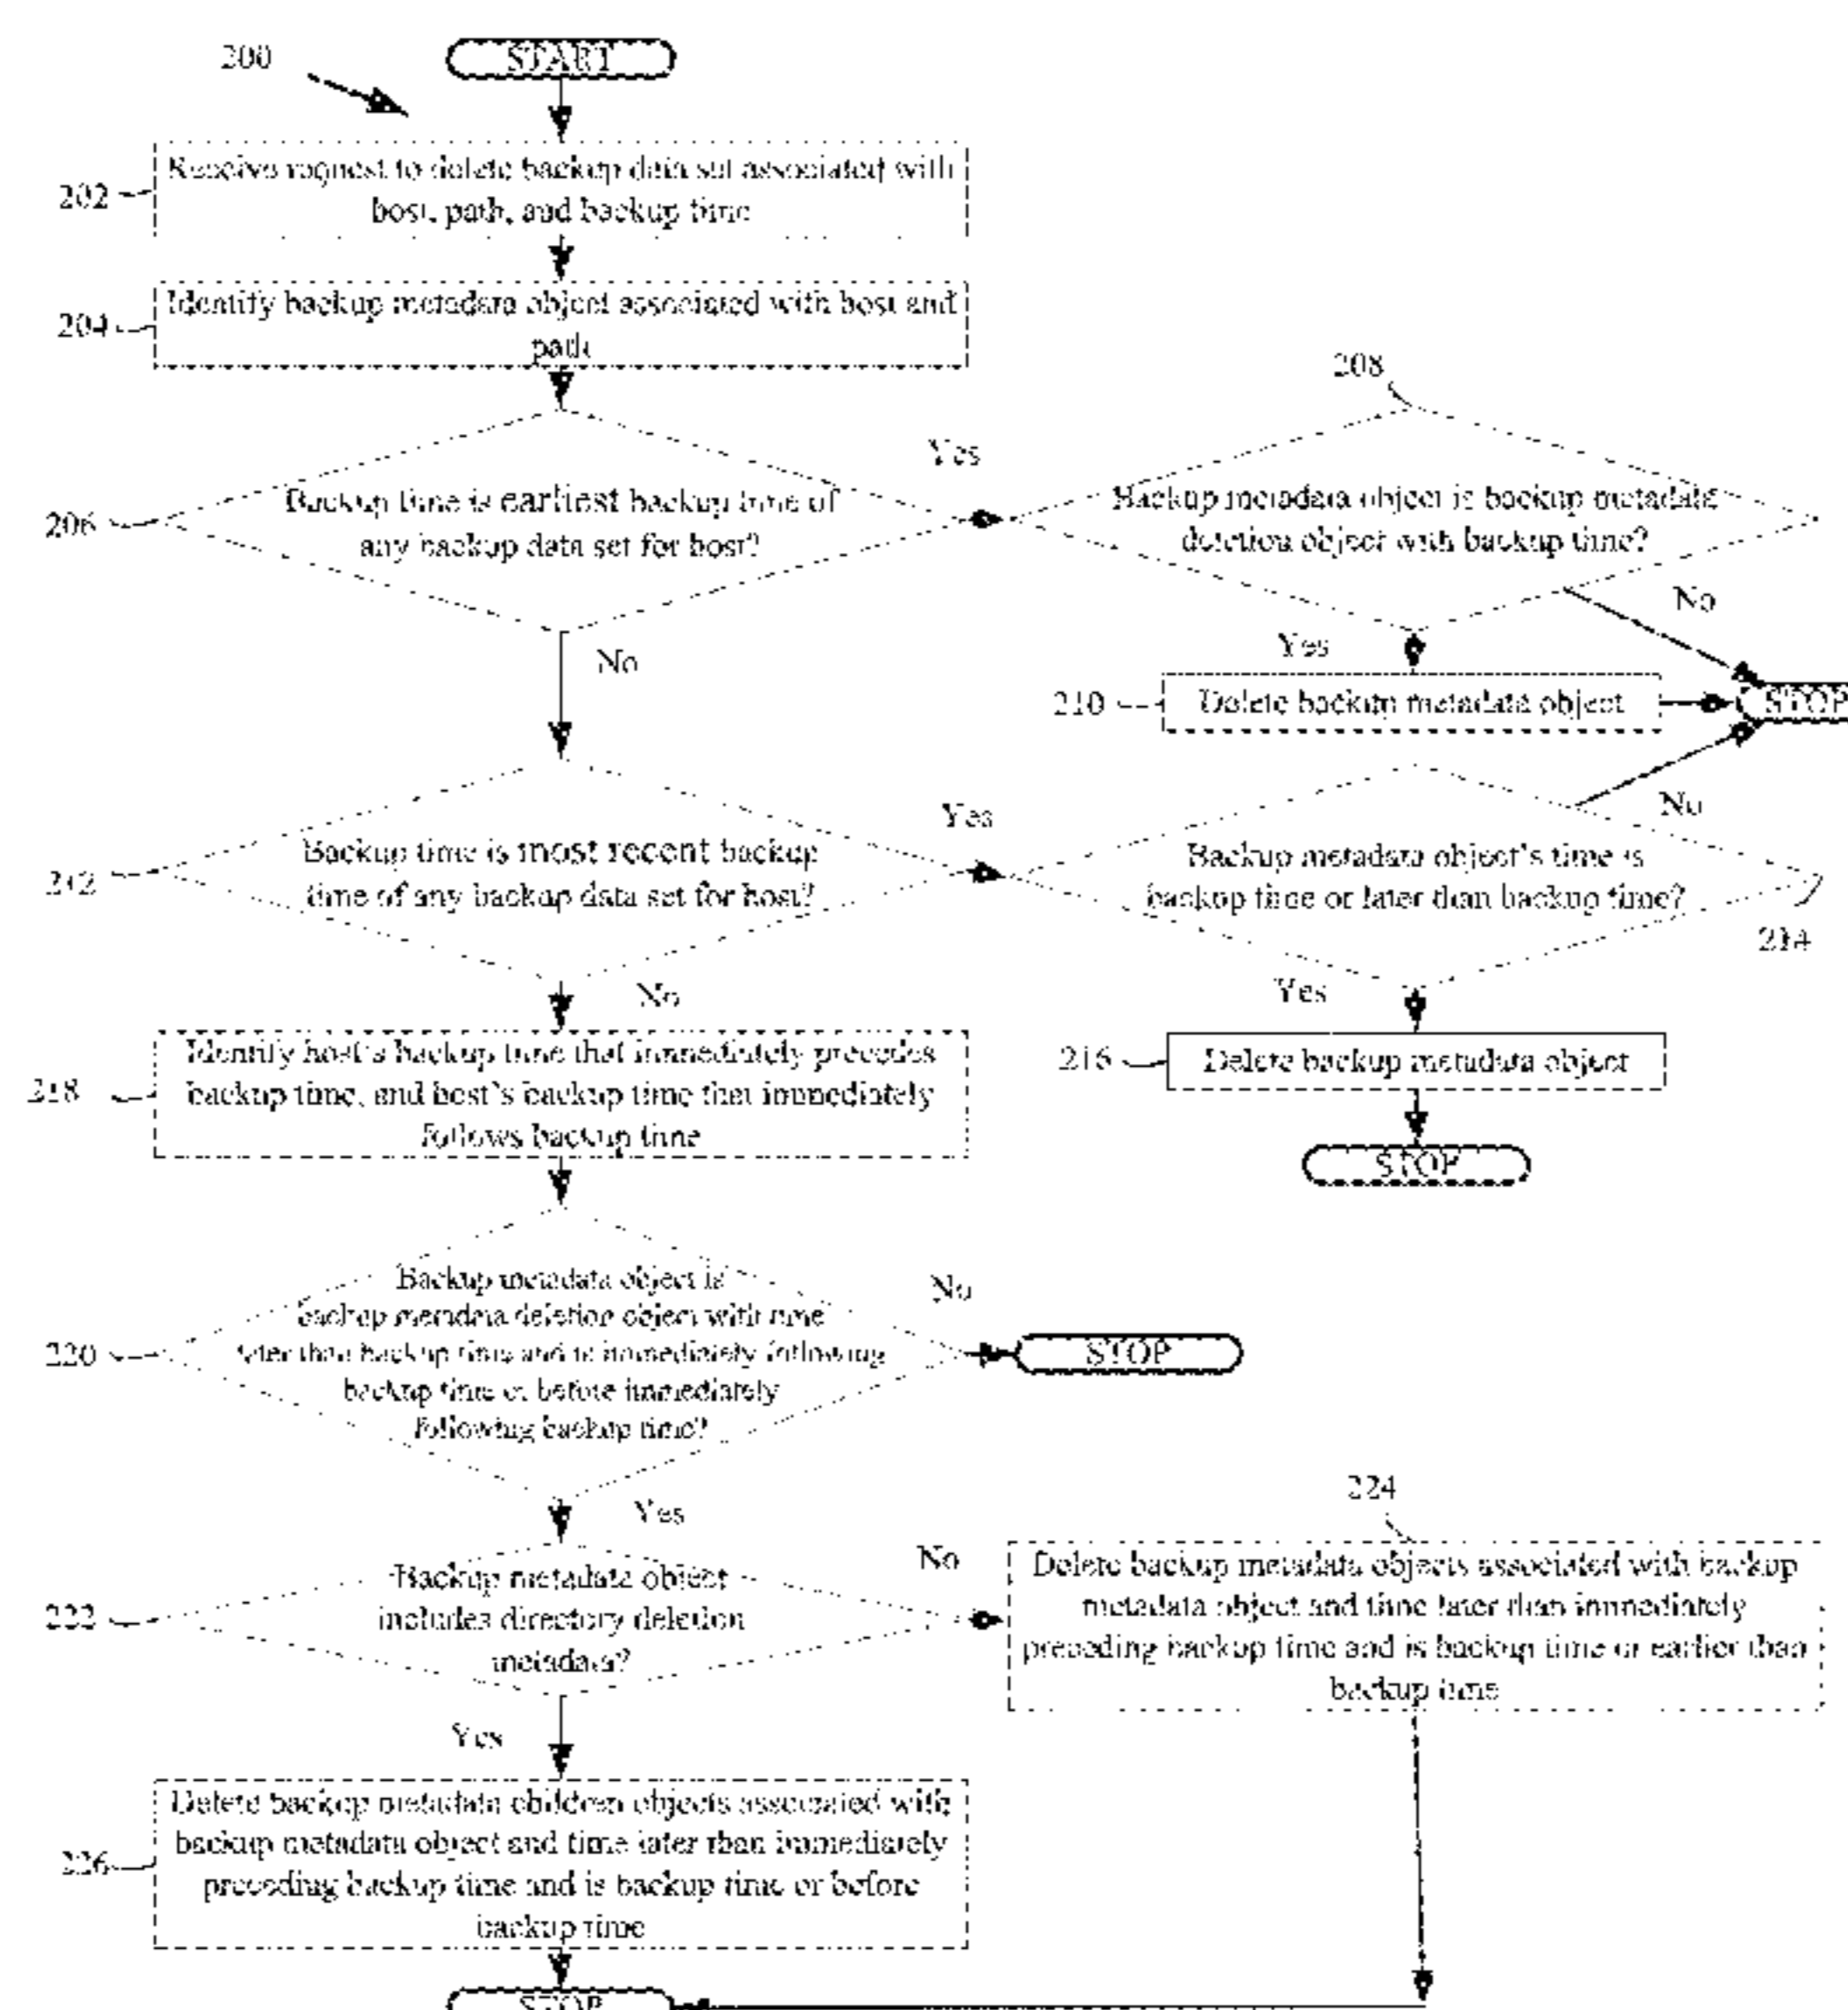 200
START
202
Receive request to delete backup data set associated with
host, path, and backup time
204
Identify backup metadata object associated with host and
path
206
Backup time is earliest backup time of
any backup data set for host?
Yes
No
208
Backup metadata object is backup metadata
deletion object with backup time?
No
Yes
210
Delete backup metadata object
STOP
212
Backup time is most recent backup
time of any backup data set for host?
Yes
No
Backup metadata object's time is
backup time or later than backup time?
No
214
Yes
216
Delete backup metadata object
STOP
218
Identify host's backup time that immediately precedes
backup time, and host's backup time that immediately
follows backup time
220
Backup metadata object is
backup metadata deletion object with time
later than backup time and is immediately following
backup time or before immediately
following backup time?
No
STOP
Yes
222
Backup metadata object
includes directory deletion
metadata?
No
224
Delete backup metadata objects associated with backup
metadata object and time later than immediately
preceding backup time and is backup time or earlier than
backup time
Yes
226
Delete backup metadata children objects associated with
backup metadata object and time later than immediately
preceding backup time and is backup time or before
backup time
STOP